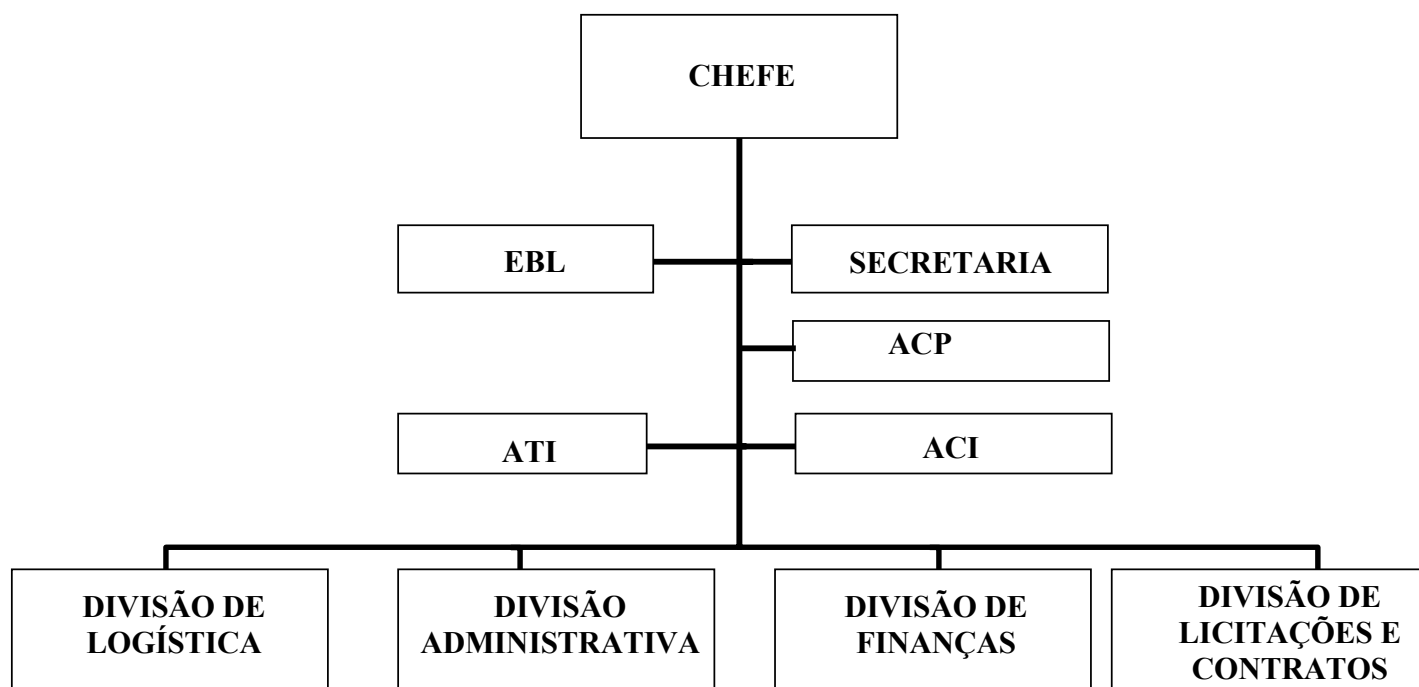 CHEFE
EBL
SECRETARIA
ACP
ATI
ACI
DIVISÃO DE
LOGÍSTICA
DIVISÃO
ADMINISTRATIVA
DIVISÃO DE
FINANÇAS
DIVISÃO DE
LICITAÇÕES E
CONTRATOS